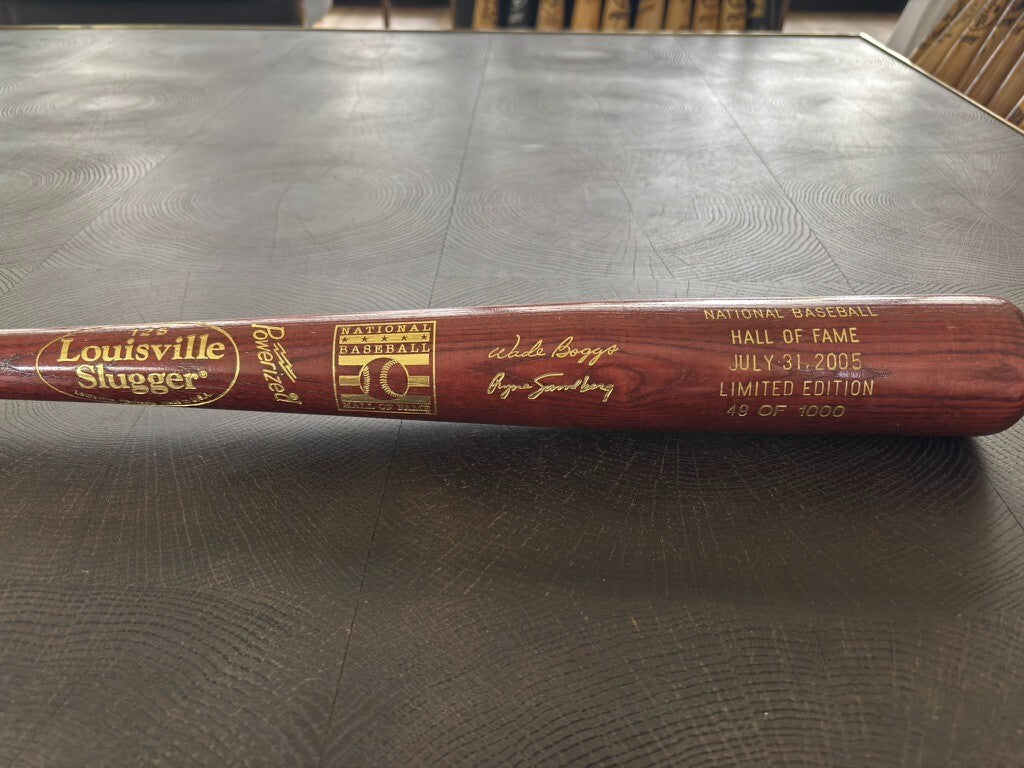 125
Louisville
Slugger®
Powerized
NATIONAL
BASEBALL
HALL OF FAME
Wade Boggs
Ryne Sandberg
NATIONAL BASEBALL
HALL OF FAME
JULY 31, 2005
LIMITED EDITION
49 OF 1000